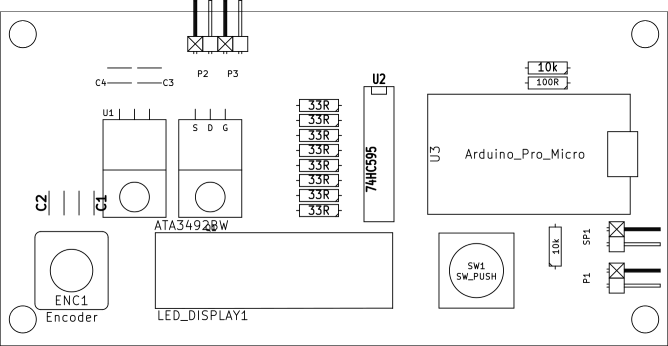 P2
P3
C4
C3
U2
10k
100R
U1
S D G
33R
33R
33R
33R
33R
33R
33R
33R
74HC595
U3
Arduino_Pro_Micro
C2
C1
ATA3492BW
LED_DISPLAY1
ENC1
Encoder
SW1
SW_PUSH
10k
SP1
P1